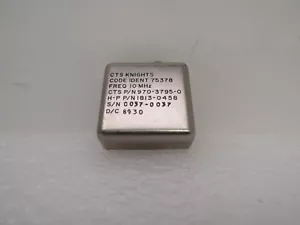 CTS KNIGHTS
CODE IDENT 75378
FREQ 10 MHz
CTS P/N 970-3795-0
H-P P/N 1813-0458
S/N 0037-0037
D/C 8930